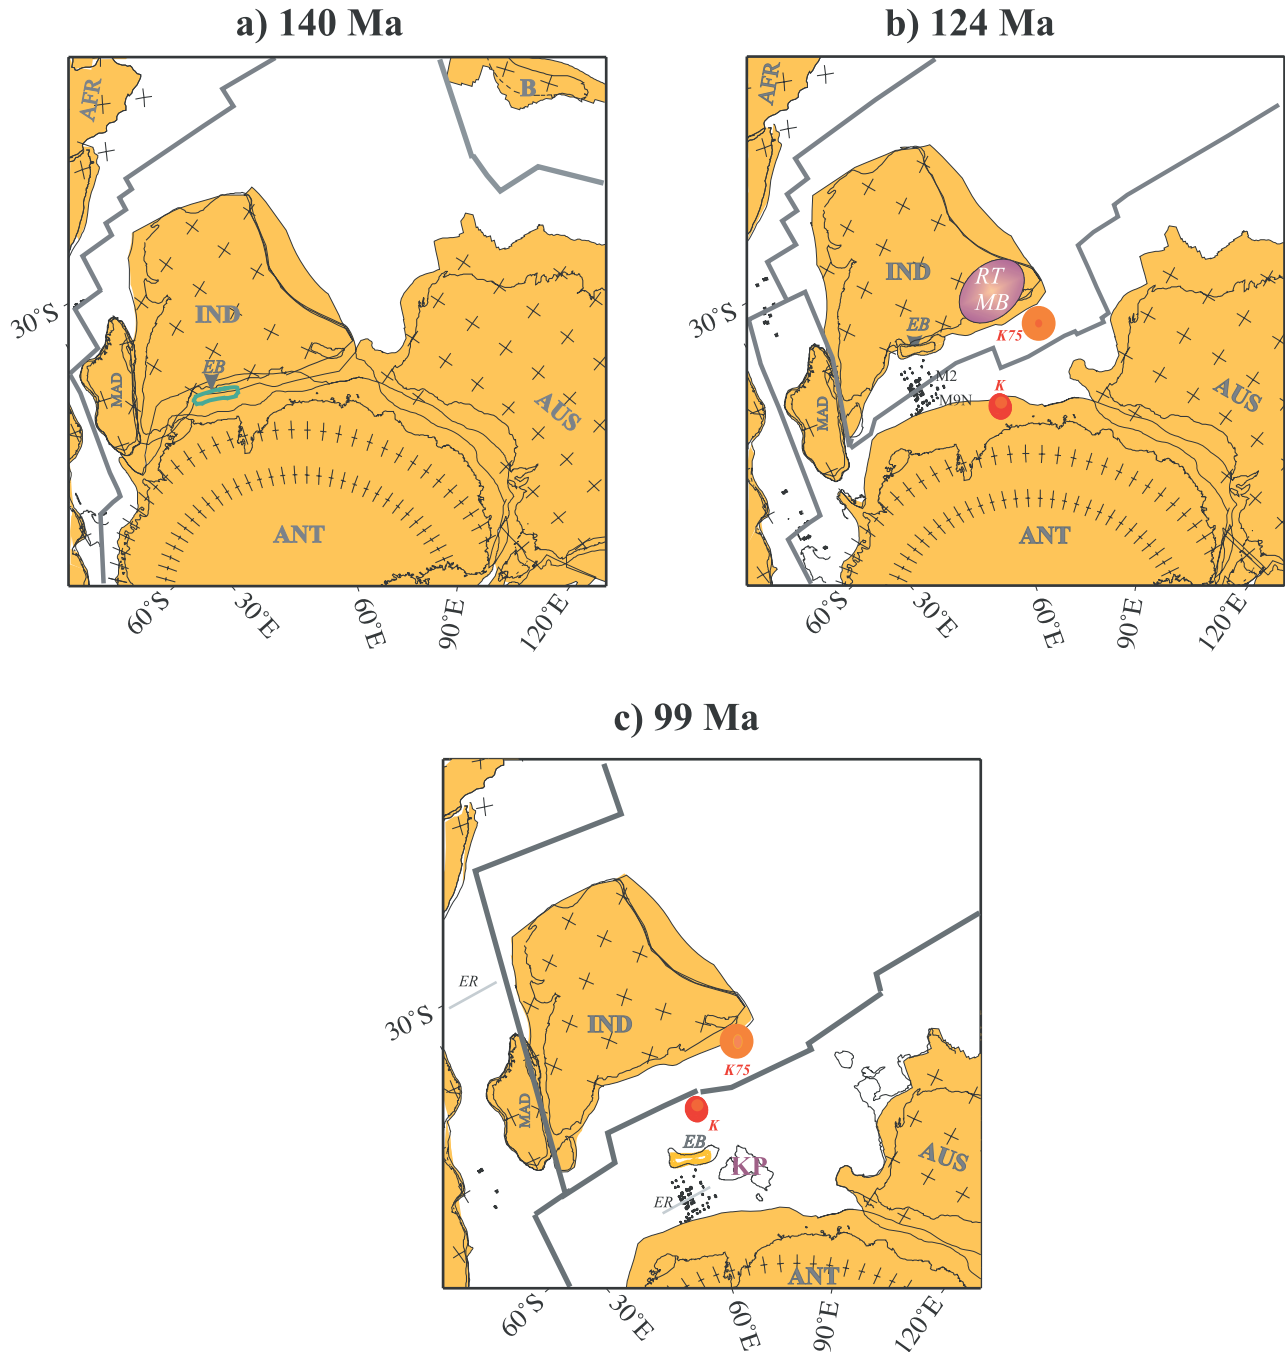 a) 140 Ma
AFR
B
30°S
IND
EB
MAD
AUS
ANT
60°S
30°E
60°E
90°E
120°E
b) 124 Ma
AFR
IND
RT
MB
30°S
EB
K75
M2
K
M9N
MAD
AUS
ANT
60°S
30°E
60°E
90°E
120°E
c) 99 Ma
ER
30°S
IND
K75
MAD
K
EB
KP
AUS
ER
ANT
60°S
30°E
60°E
90°E
120°E